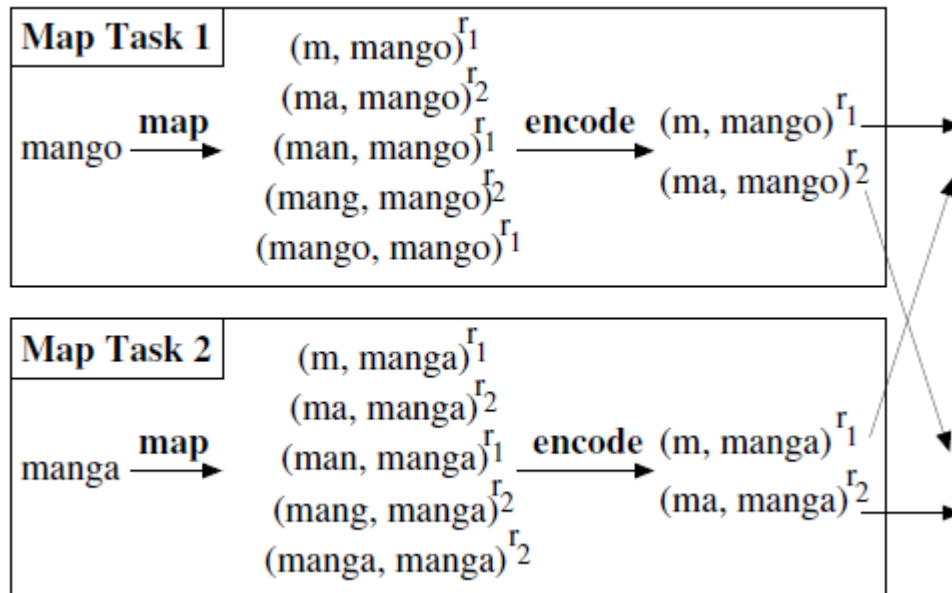 Map Task 1
(m, mango)^r1
(ma, mango)^r2
mango map (man, mango)^r1 encode (m, mango)^r1
(mang, mango)^r2 (ma, mango)^r2
(mango, mango)^r1
Map Task 2
(m, manga)^r1
(ma, manga)^r2
manga map (man, manga)^r1 encode (m, manga)^r1
(mang, manga)^r2 (ma, manga)^r2
(manga, manga)^r2